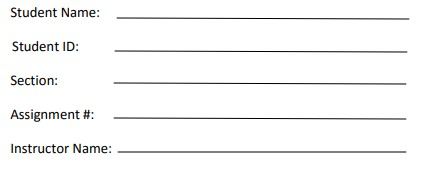 Student Name:
Student ID:
Section:
Assignment #:
Instructor Name: